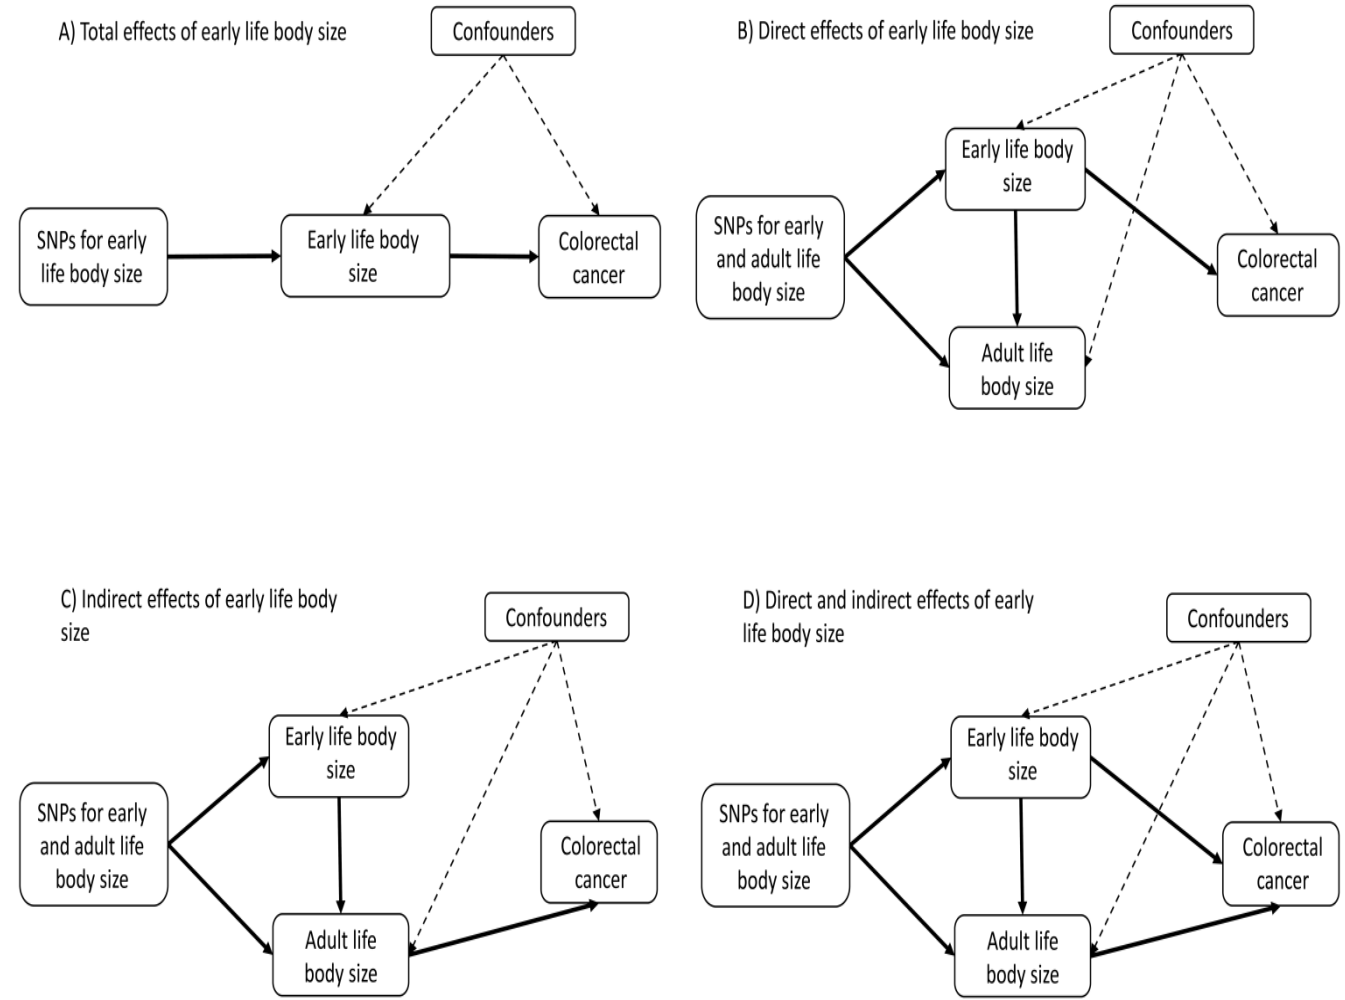 A) Total effects of early life body size
Confounders
SNPs for early
life body size
Early life body
size
Colorectal
cancer
B) Direct effects of early life body size
Confounders
Early life body
size
SNPs for early
and adult life
body size
Colorectal
cancer
Adult life
body size
C) Indirect effects of early life body
size
Confounders
Early life body
size
SNPs for early
and adult life
body size
Colorectal
cancer
Adult life
body size
D) Direct and indirect effects of early
life body size
Confounders
Early life body
size
SNPs for early
and adult life
body size
Colorectal
cancer
Adult life
body size